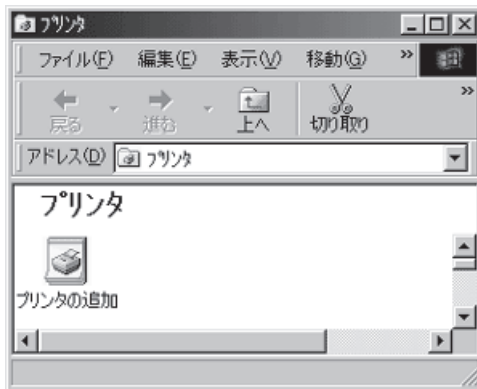 プリンタ
ファイル(F) 編集(E) 表示(V) 移動(G) »
戻る 進む 上へ 切り取り »
アドレス(D) プリンタ
プリンタ
プリンタの追加